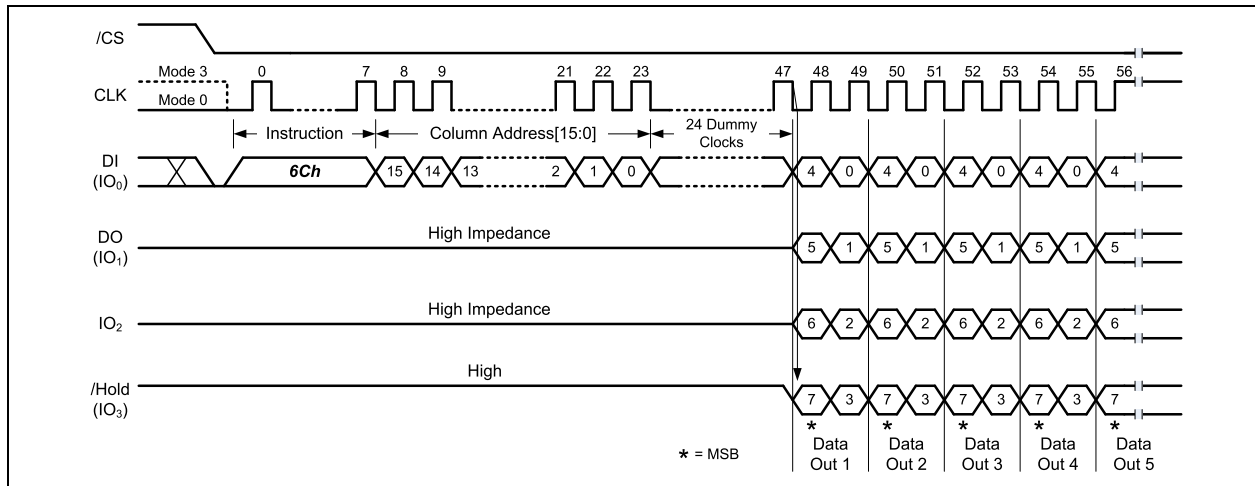 /CS
Mode 3
0 7 8 9 21 22 23 47 48 49 50 51 52 53 54 55 56
CLK
Mode 0
Instruction
Column Address[15:0]
24 Dummy
Clocks
DI
(IO0)
6Ch
15 14 13 2 1 0 4 0 4 0 4 0 4 0 4
DO
(IO1)
High Impedance
5 1 5 1 5 1 5 1 5
IO2
High Impedance
6 2 6 2 6 2 6 2 6
/Hold
(IO3)
High
7 3 7 3 7 3 7 3 7
* * * * *
* = MSB
Data
Out 1
Data
Out 2
Data
Out 3
Data
Out 4
Data
Out 5